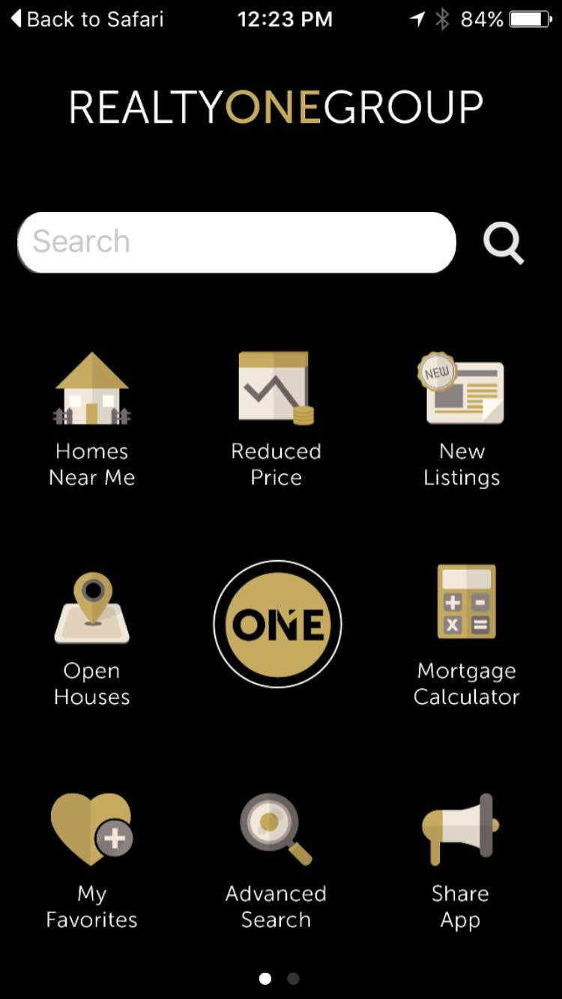 Back to Safari 12:23 PM 84%
REALTYONEGROUP
Search
Homes
Near Me
Reduced
Price
NEW
New
Listings
Open
Houses
ONE
Mortgage
Calculator
My
Favorites
Advanced
Search
Share
App